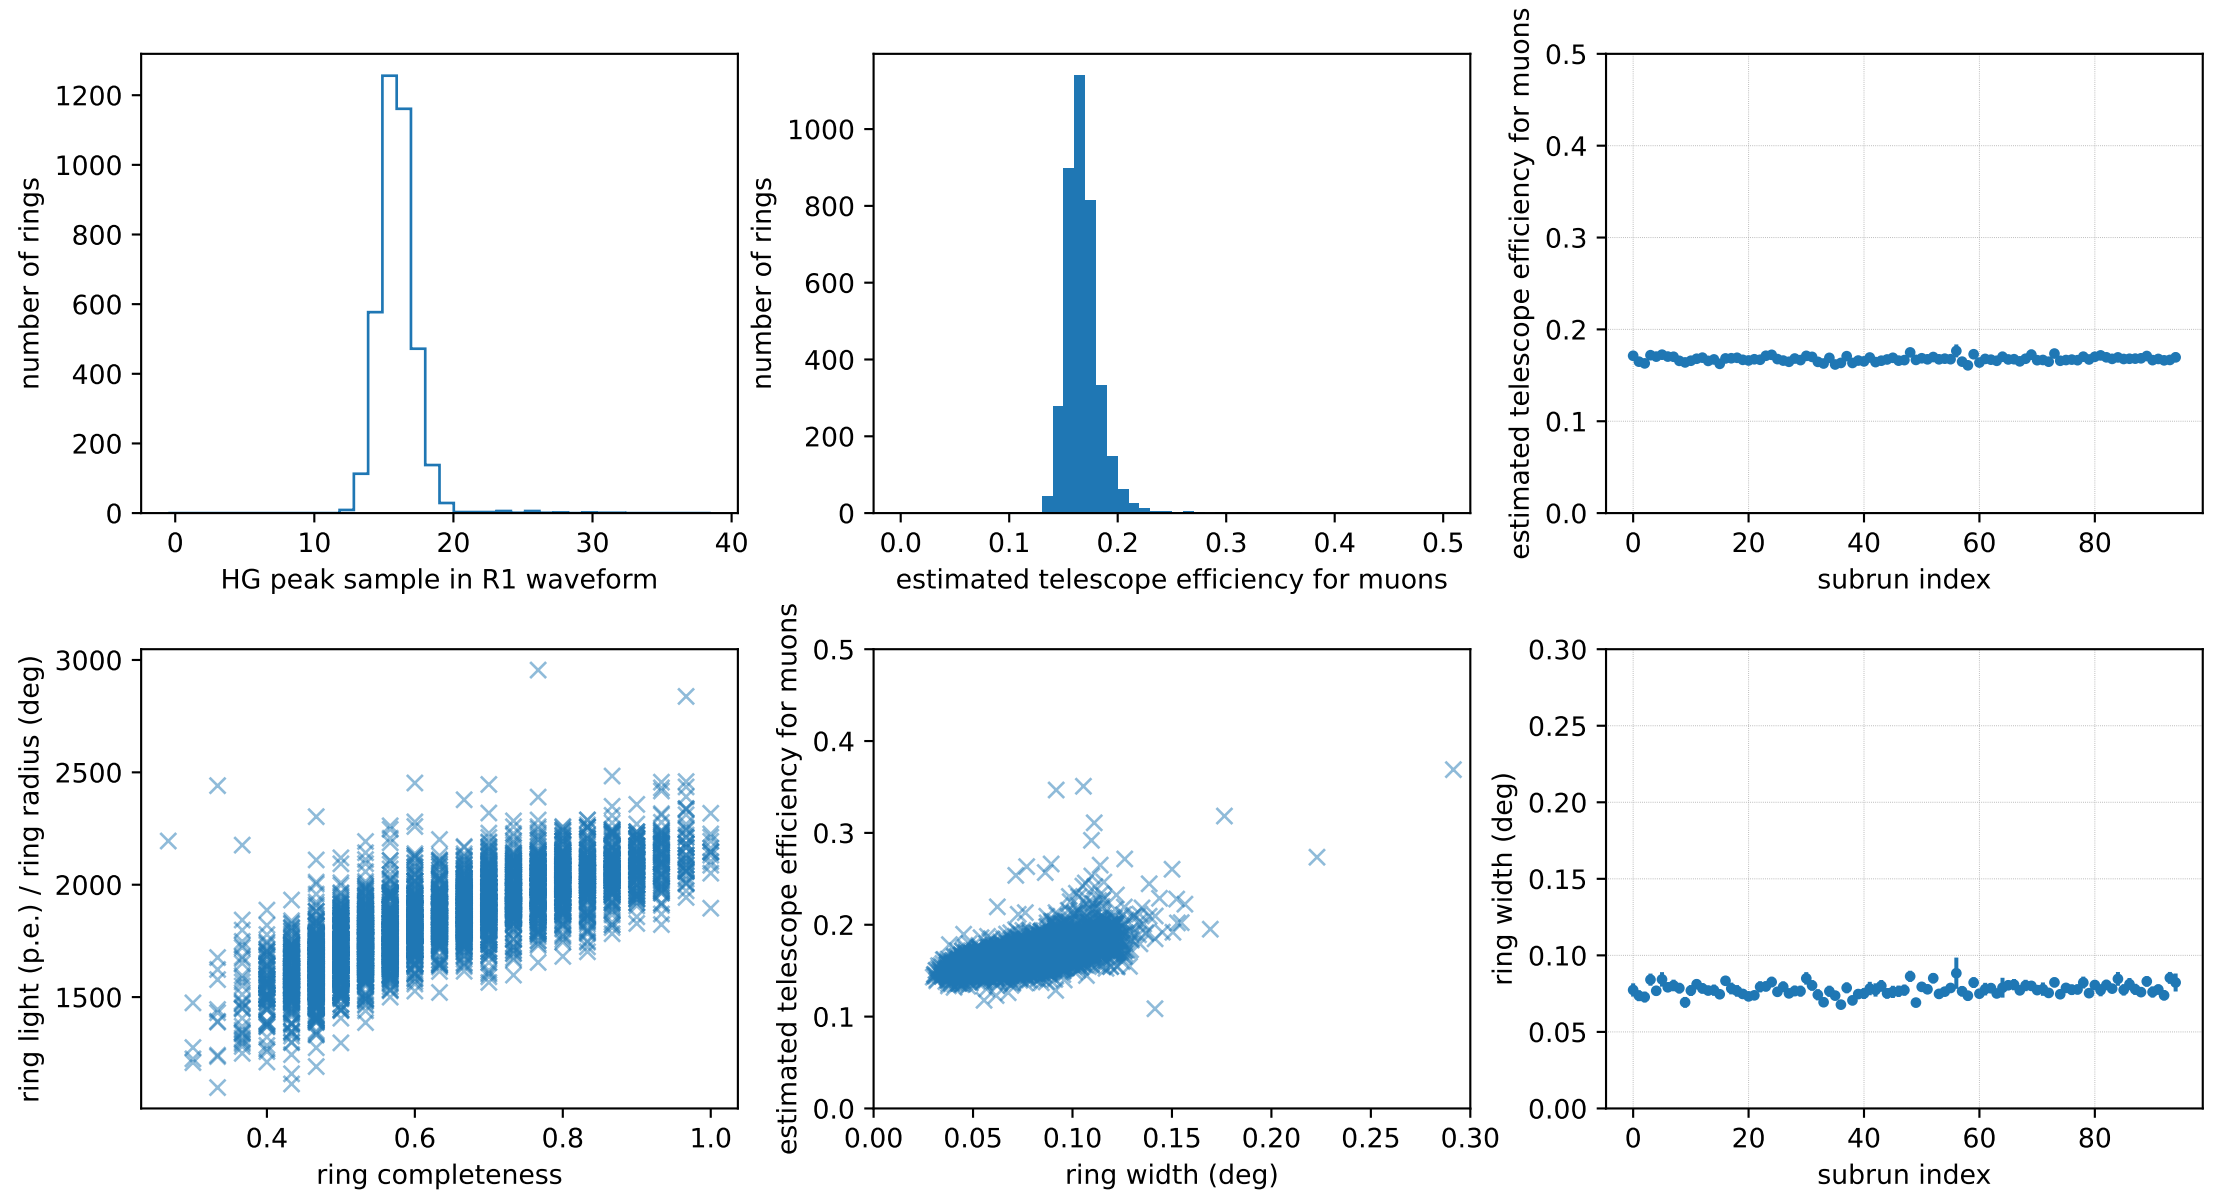 number of rings
1200
1000
800
600
400
200
0
0 10 20 30 40
HG peak sample in R1 waveform
number of rings
1000
800
600
400
200
0
0.0 0.1 0.2 0.3 0.4 0.5
estimated telescope efficiency for muons
estimated telescope efficiency for muons
0.5
0.4
0.3
0.2
0.1
0.0
0 20 40 60 80
subrun index
ring light (p.e.) / ring radius (deg)
3000
2500
2000
1500
0.4 0.6 0.8 1.0
ring completeness
estimated telescope efficiency for muons
0.5
0.4
0.3
0.2
0.1
0.0
0.00 0.05 0.10 0.15 0.20 0.25 0.30
ring width (deg)
ring width (deg)
0.30
0.25
0.20
0.15
0.10
0.05
0.00
0 20 40 60 80
subrun index